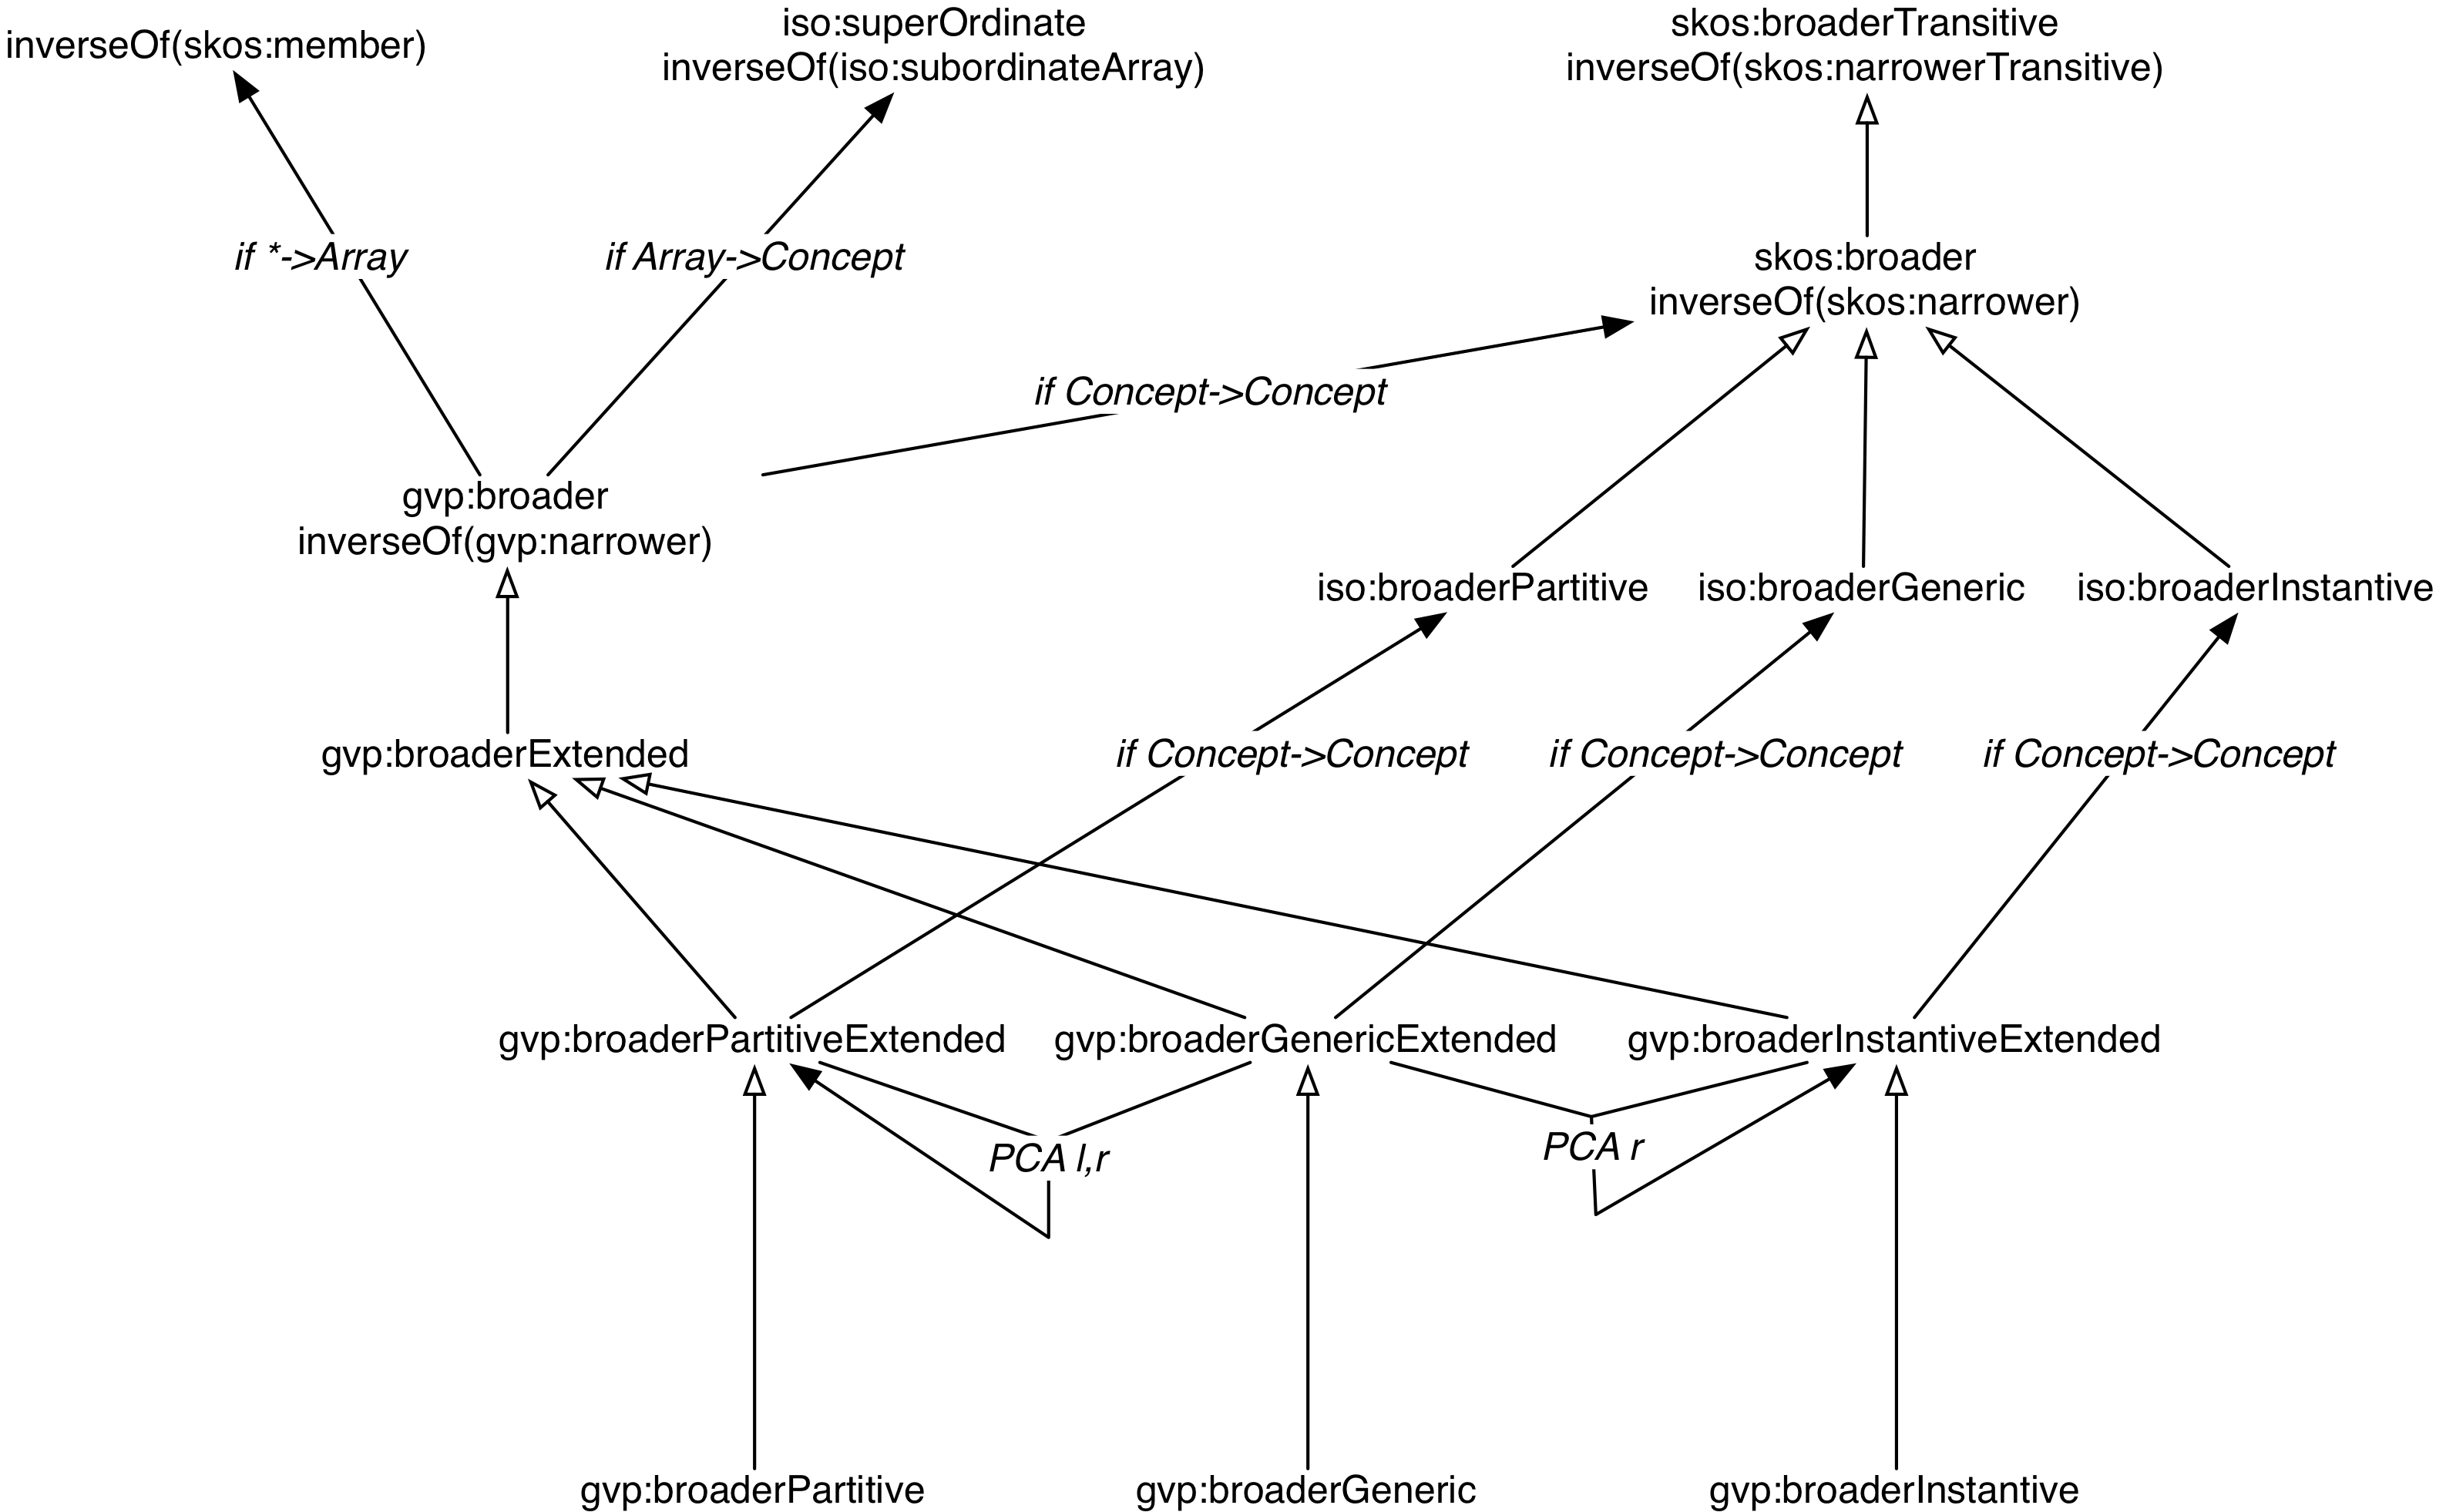 inverseOf(skos:member)
iso:superOrdinate
inverseOf(iso:subordinateArray)
skos:broaderTransitive
inverseOf(skos:narrowerTransitive)
if *->Array
if Array->Concept
skos:broader
inverseOf(skos:narrower)
if Concept->Concept
gvp:broader
inverseOf(gvp:narrower)
iso:broaderPartitive
iso:broaderGeneric
iso:broaderInstantive
gvp:broaderExtended
if Concept->Concept
if Concept->Concept
if Concept->Concept
gvp:broaderPartitiveExtended
gvp:broaderGenericExtended
gvp:broaderInstantiveExtended
PCA l,r
PCA r
gvp:broaderPartitive
gvp:broaderGeneric
gvp:broaderInstantive